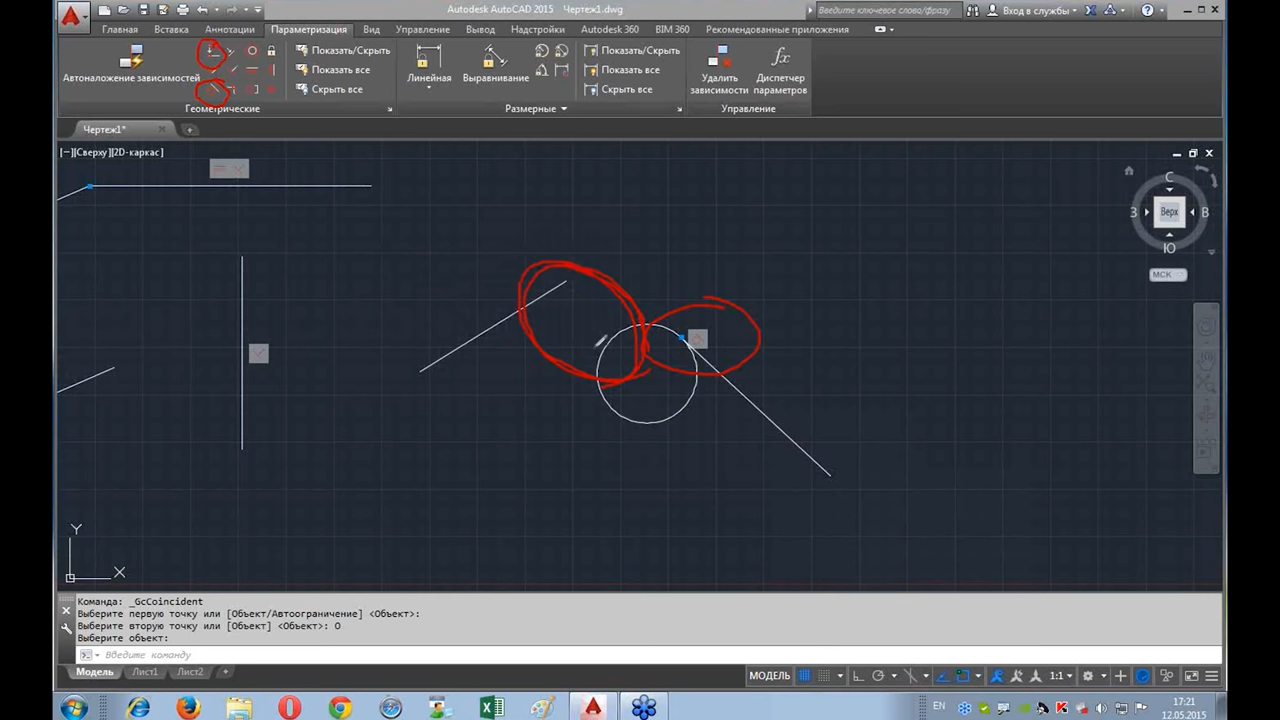 Autodesk AutoCAD 2015 Чертеж1.dwg
Введите ключевое слово/фразу
Вход в службы
Главная Вставка Аннотации Параметризация Вид Управление Вывод Надстройки Autodesk 360 BIM 360 Рекомендованные приложения
Автоналожение зависимостей
Показать/Скрыть
Показать все
Скрыть все
Геометрические
Линейная
Выравнивание
Показать/Скрыть
Показать все
Скрыть все
Размерные
Удалить зависимости
fx
Диспетчер параметров
Управление
Чертеж1*
[−][Сверху][2D-каркас]
С
З Верх В
Ю
МСК
Y
X
Команда: _GcCoincident
Выберите первую точку или [Объект/Автоограничение] <Объект>:
Выберите вторую точку или [Объект] <Объект>: О
Выберите объект:
Введите команду
Модель Лист1 Лист2 +
МОДЕЛЬ 1:1
EN
17:21
12.05.2015